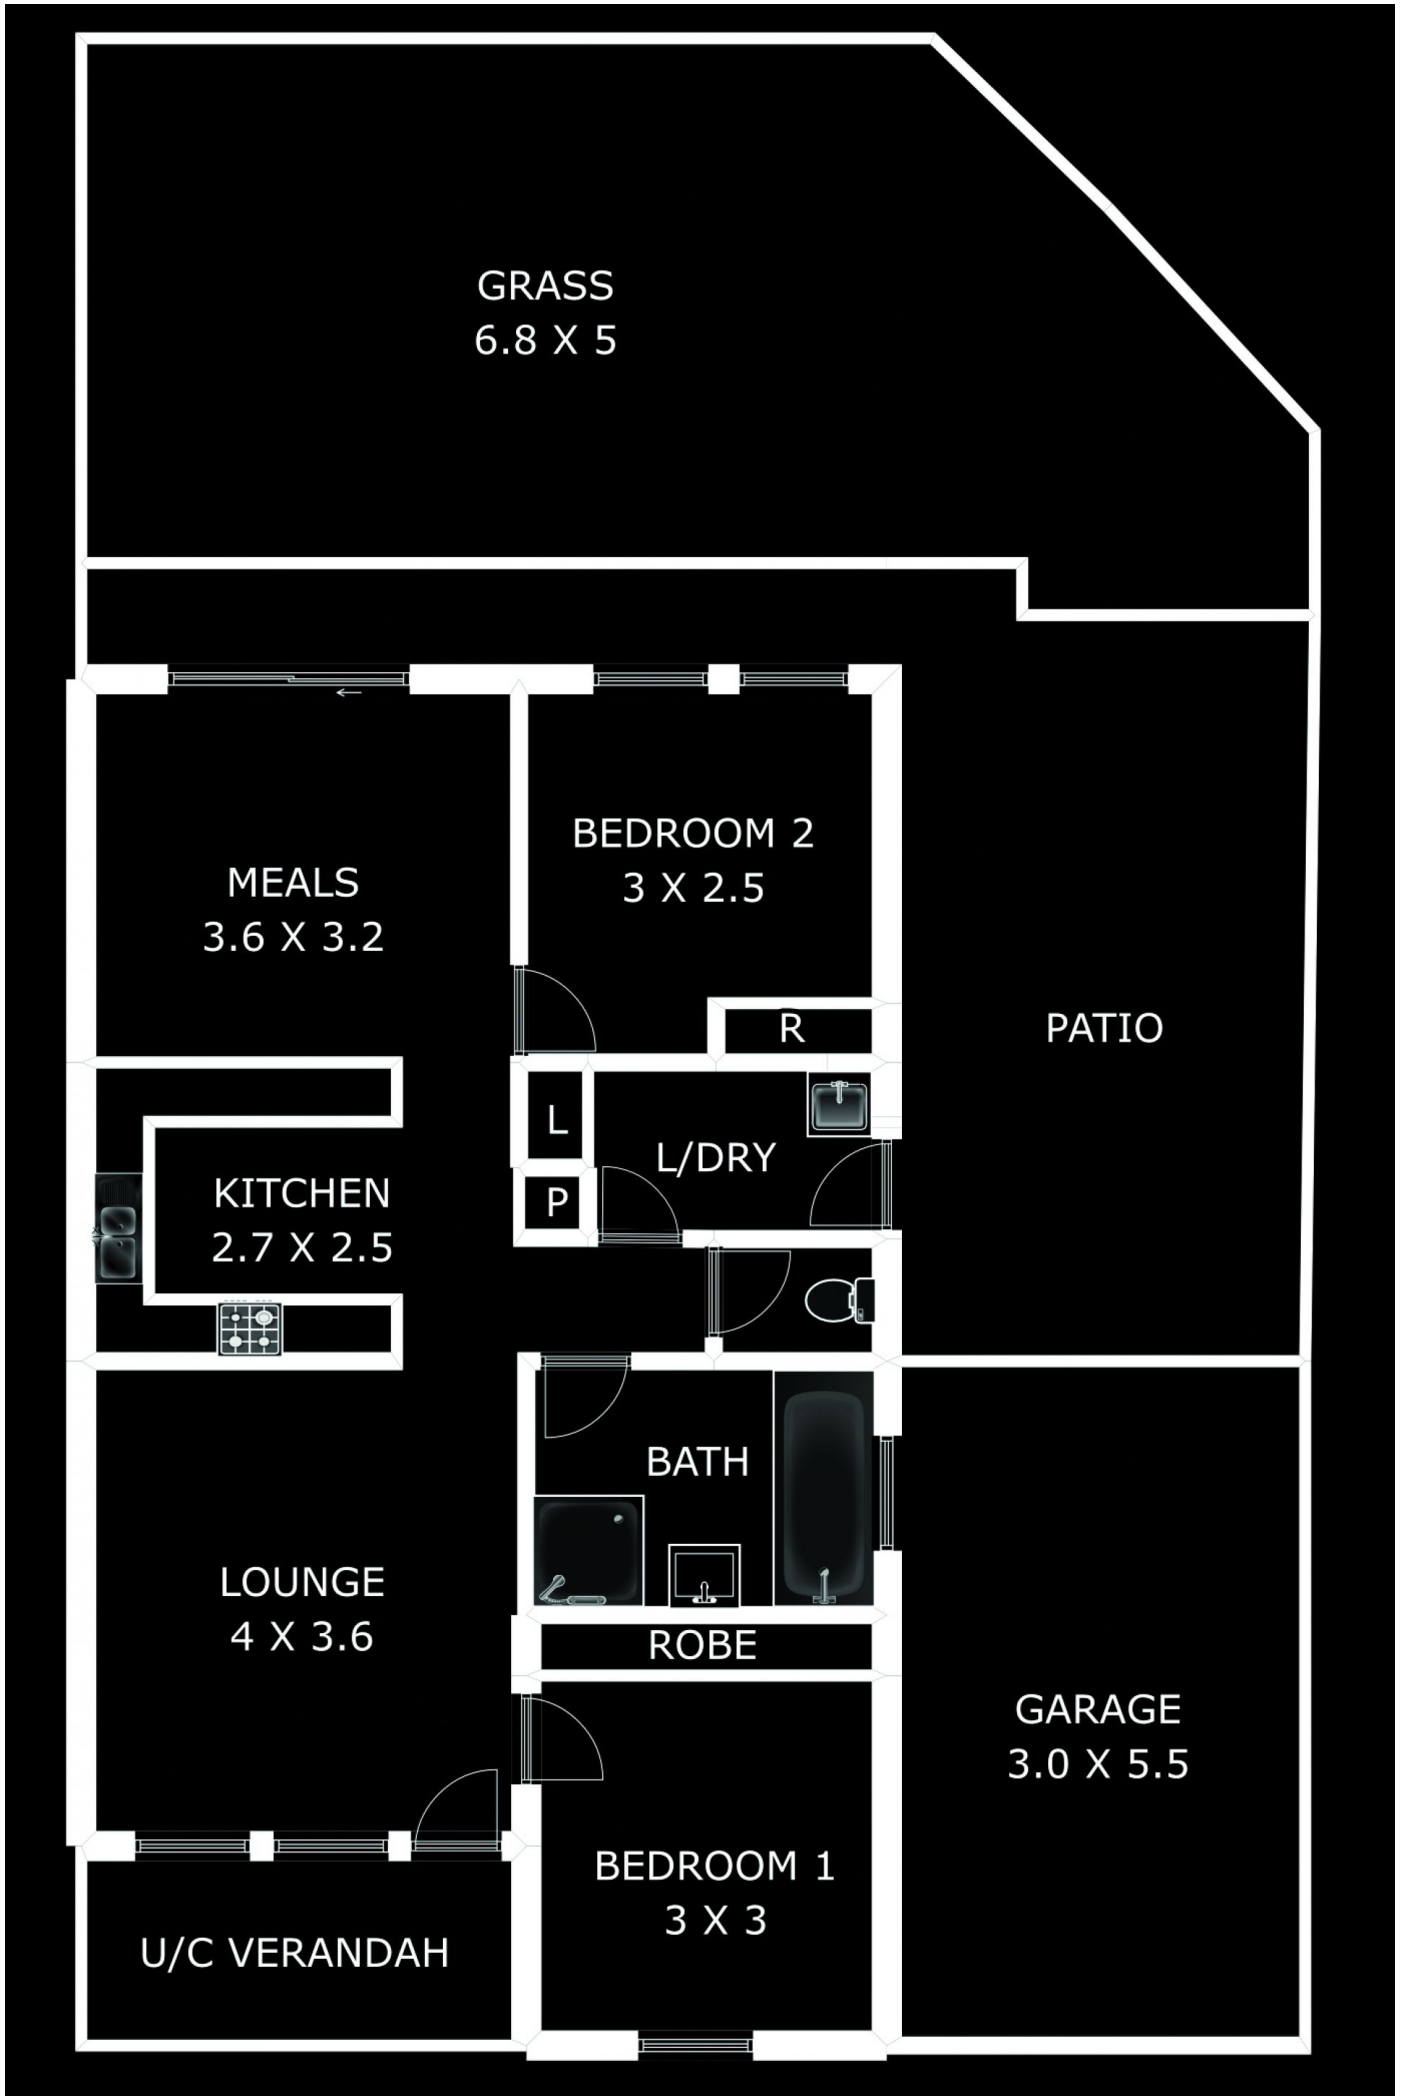 GRASS
6.8 X 5
BEDROOM 2
3 X 2.5
MEALS
3.6 X 3.2
R
PATIO
L
L/DRY
P
KITCHEN
2.7 X 2.5
BATH
LOUNGE
4 X 3.6
ROBE
GARAGE
3.0 X 5.5
BEDROOM 1
3 X 3
U/C VERANDAH